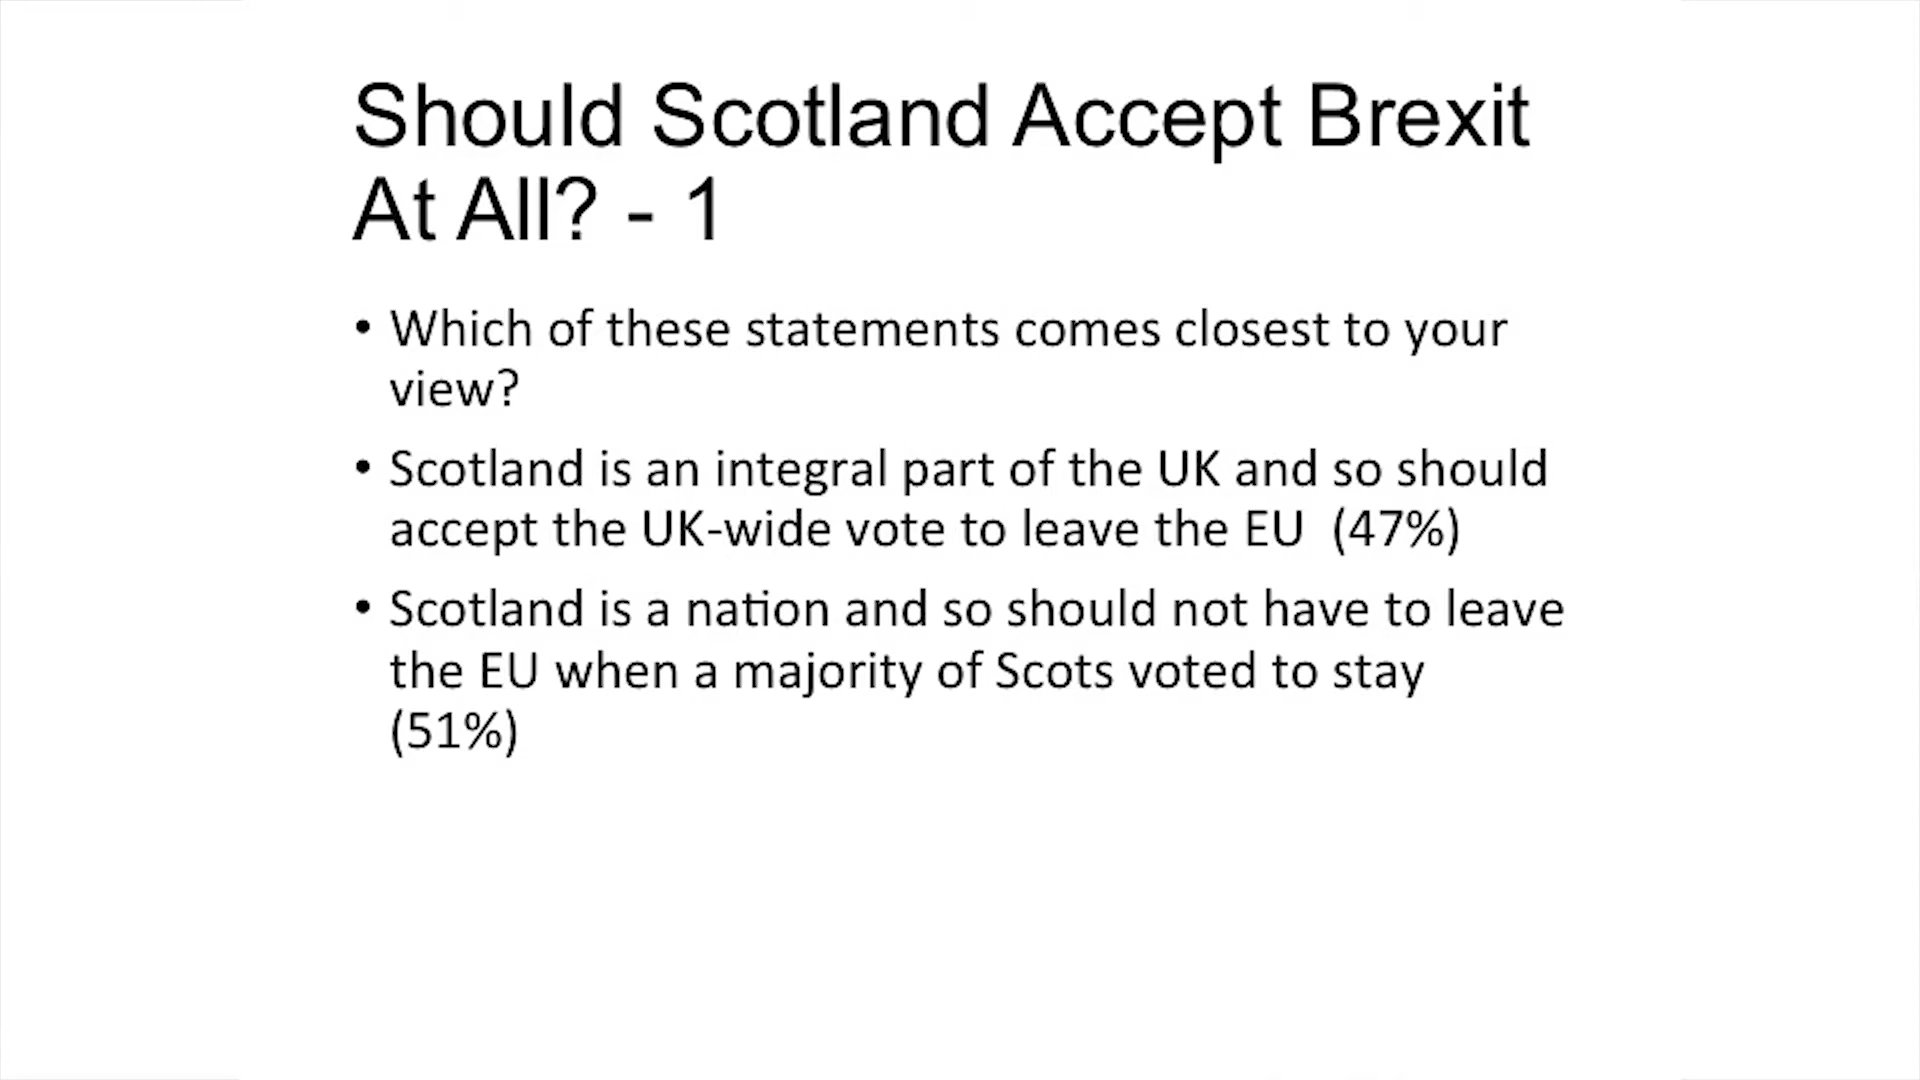 Should Scotland Accept Brexit
At All? - 1
• Which of these statements comes closest to your
view?
• Scotland is an integral part of the UK and so should
accept the UK-wide vote to leave the EU (47%)
• Scotland is a nation and so should not have to leave
the EU when a majority of Scots voted to stay
(51%)